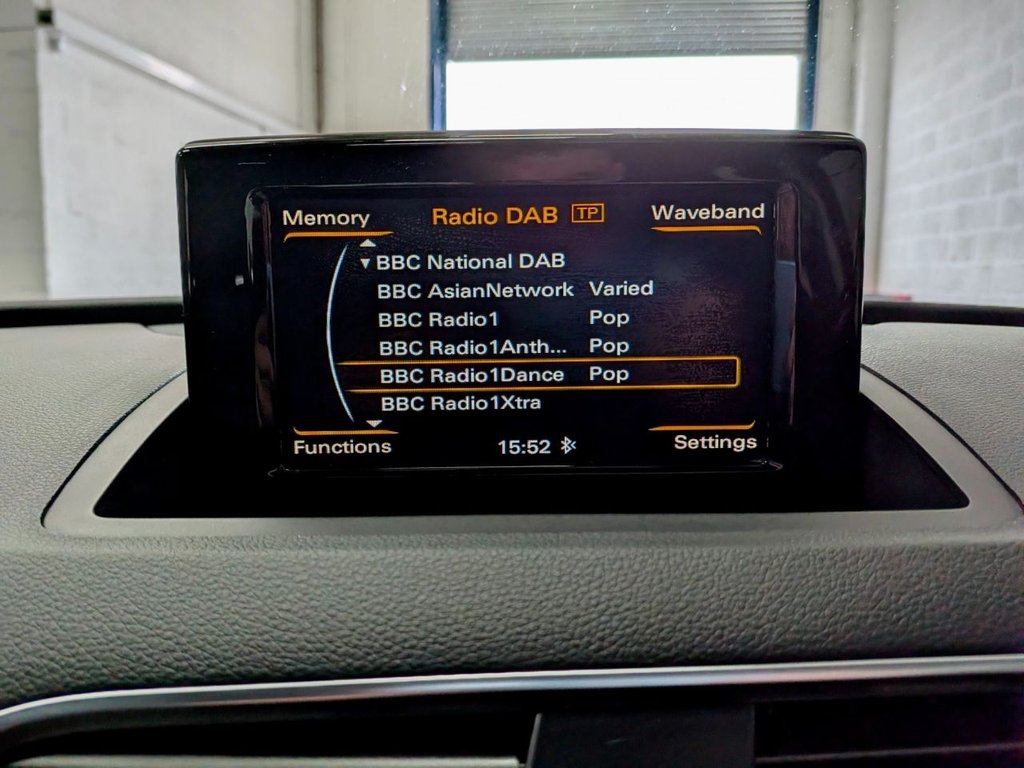 Memory Radio DAB TP Waveband
BBC National DAB
BBC AsianNetwork Varied
BBC Radio1 Pop
BBC Radio1Anth... Pop
BBC Radio1Dance Pop
BBC Radio1Xtra
Functions 15:52 Settings